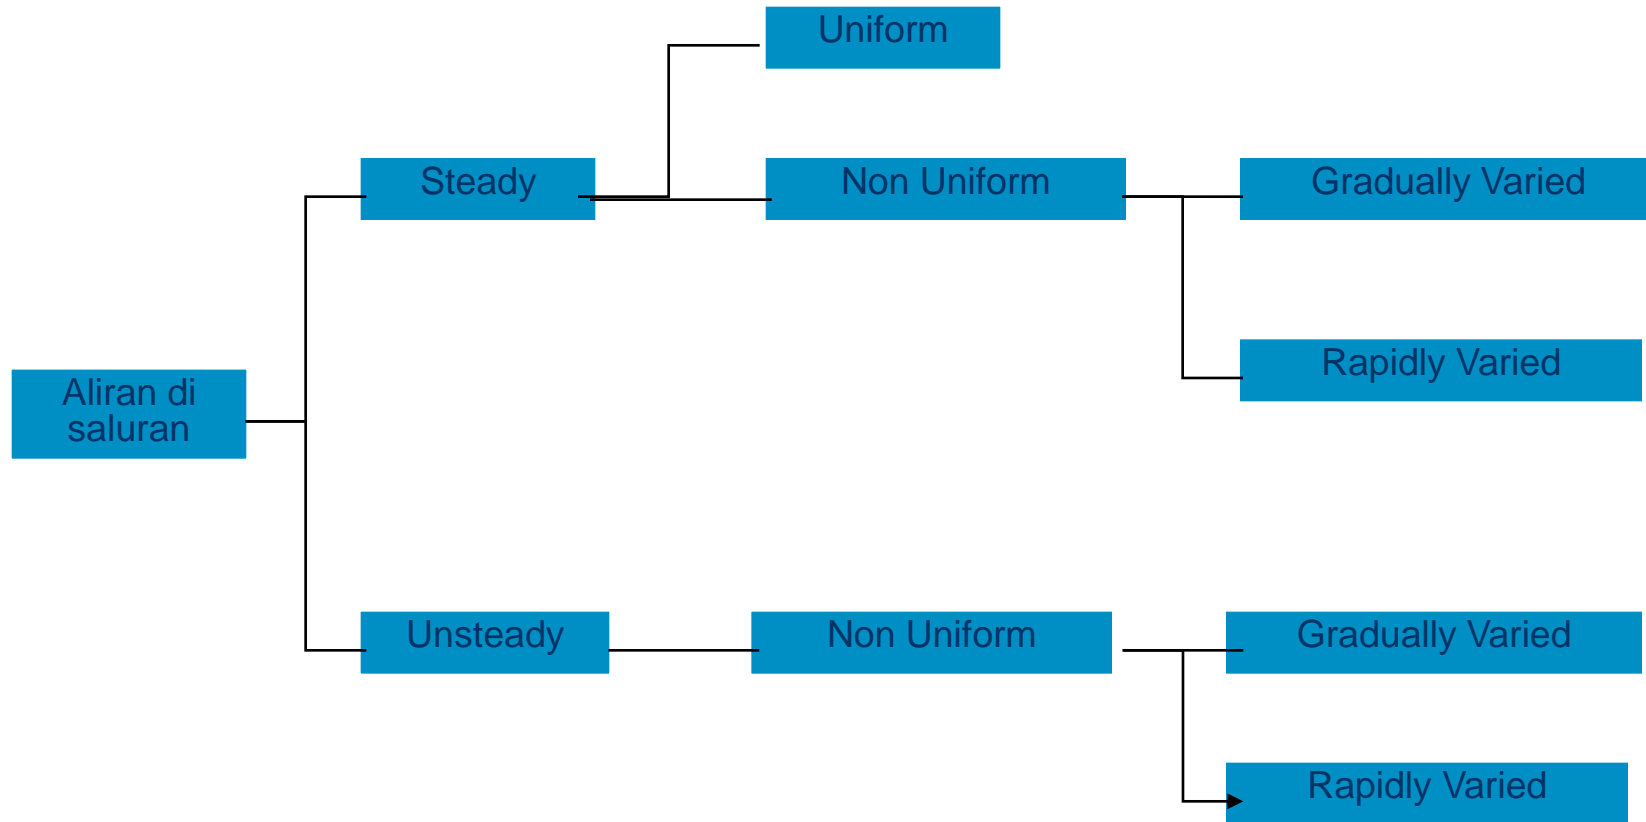 Uniform
Steady
Non Uniform
Gradually Varied
Rapidly Varied
Aliran di
saluran
Unsteady
Non Uniform
Gradually Varied
Rapidly Varied